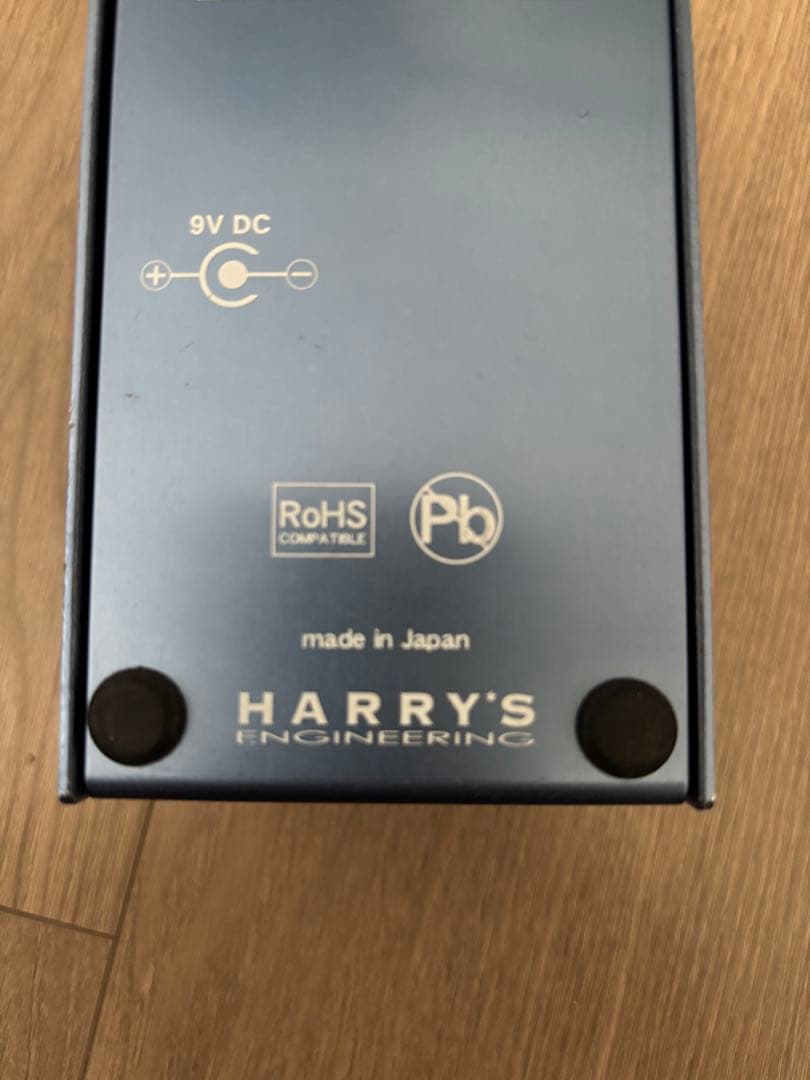 9V DC
+ −
RoHS
COMPATIBLE
Pb
made in Japan
HARRY'S
ENGINEERING